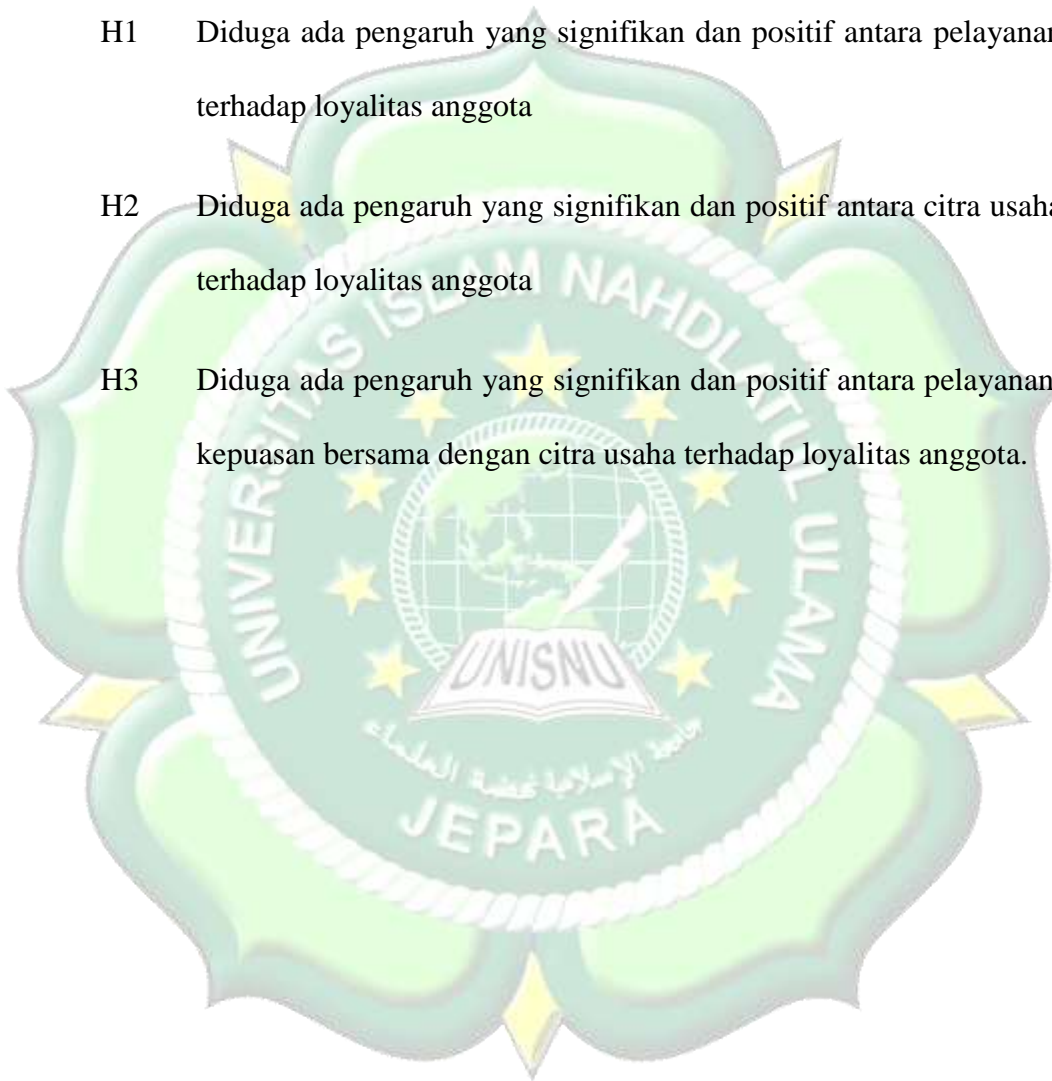 H1 Diduga ada pengaruh yang signifikan dan positif antara pelayanan
terhadap loyalitas anggota
H2 Diduga ada pengaruh yang signifikan dan positif antara citra usaha
terhadap loyalitas anggota
H3 Diduga ada pengaruh yang signifikan dan positif antara pelayanan
kepuasan bersama dengan citra usaha terhadap loyalitas anggota.
UNIVERSITAS ISLAM NAHDLATUL ULAMA
UNISNU
JEPARA